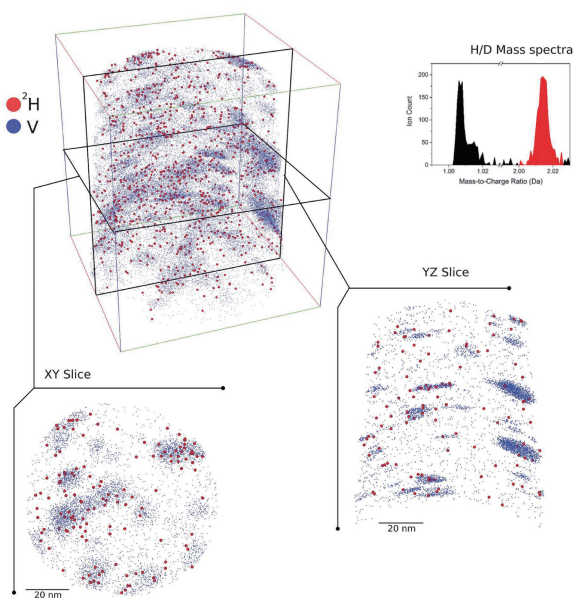 H/D Mass spectra
²H
V
200
150
100
50
0
Ion Count
1.00 1.02 2.00 2.02
Mass-to-Charge Ratio (Da)
YZ Slice
XY Slice
20 nm
20 nm